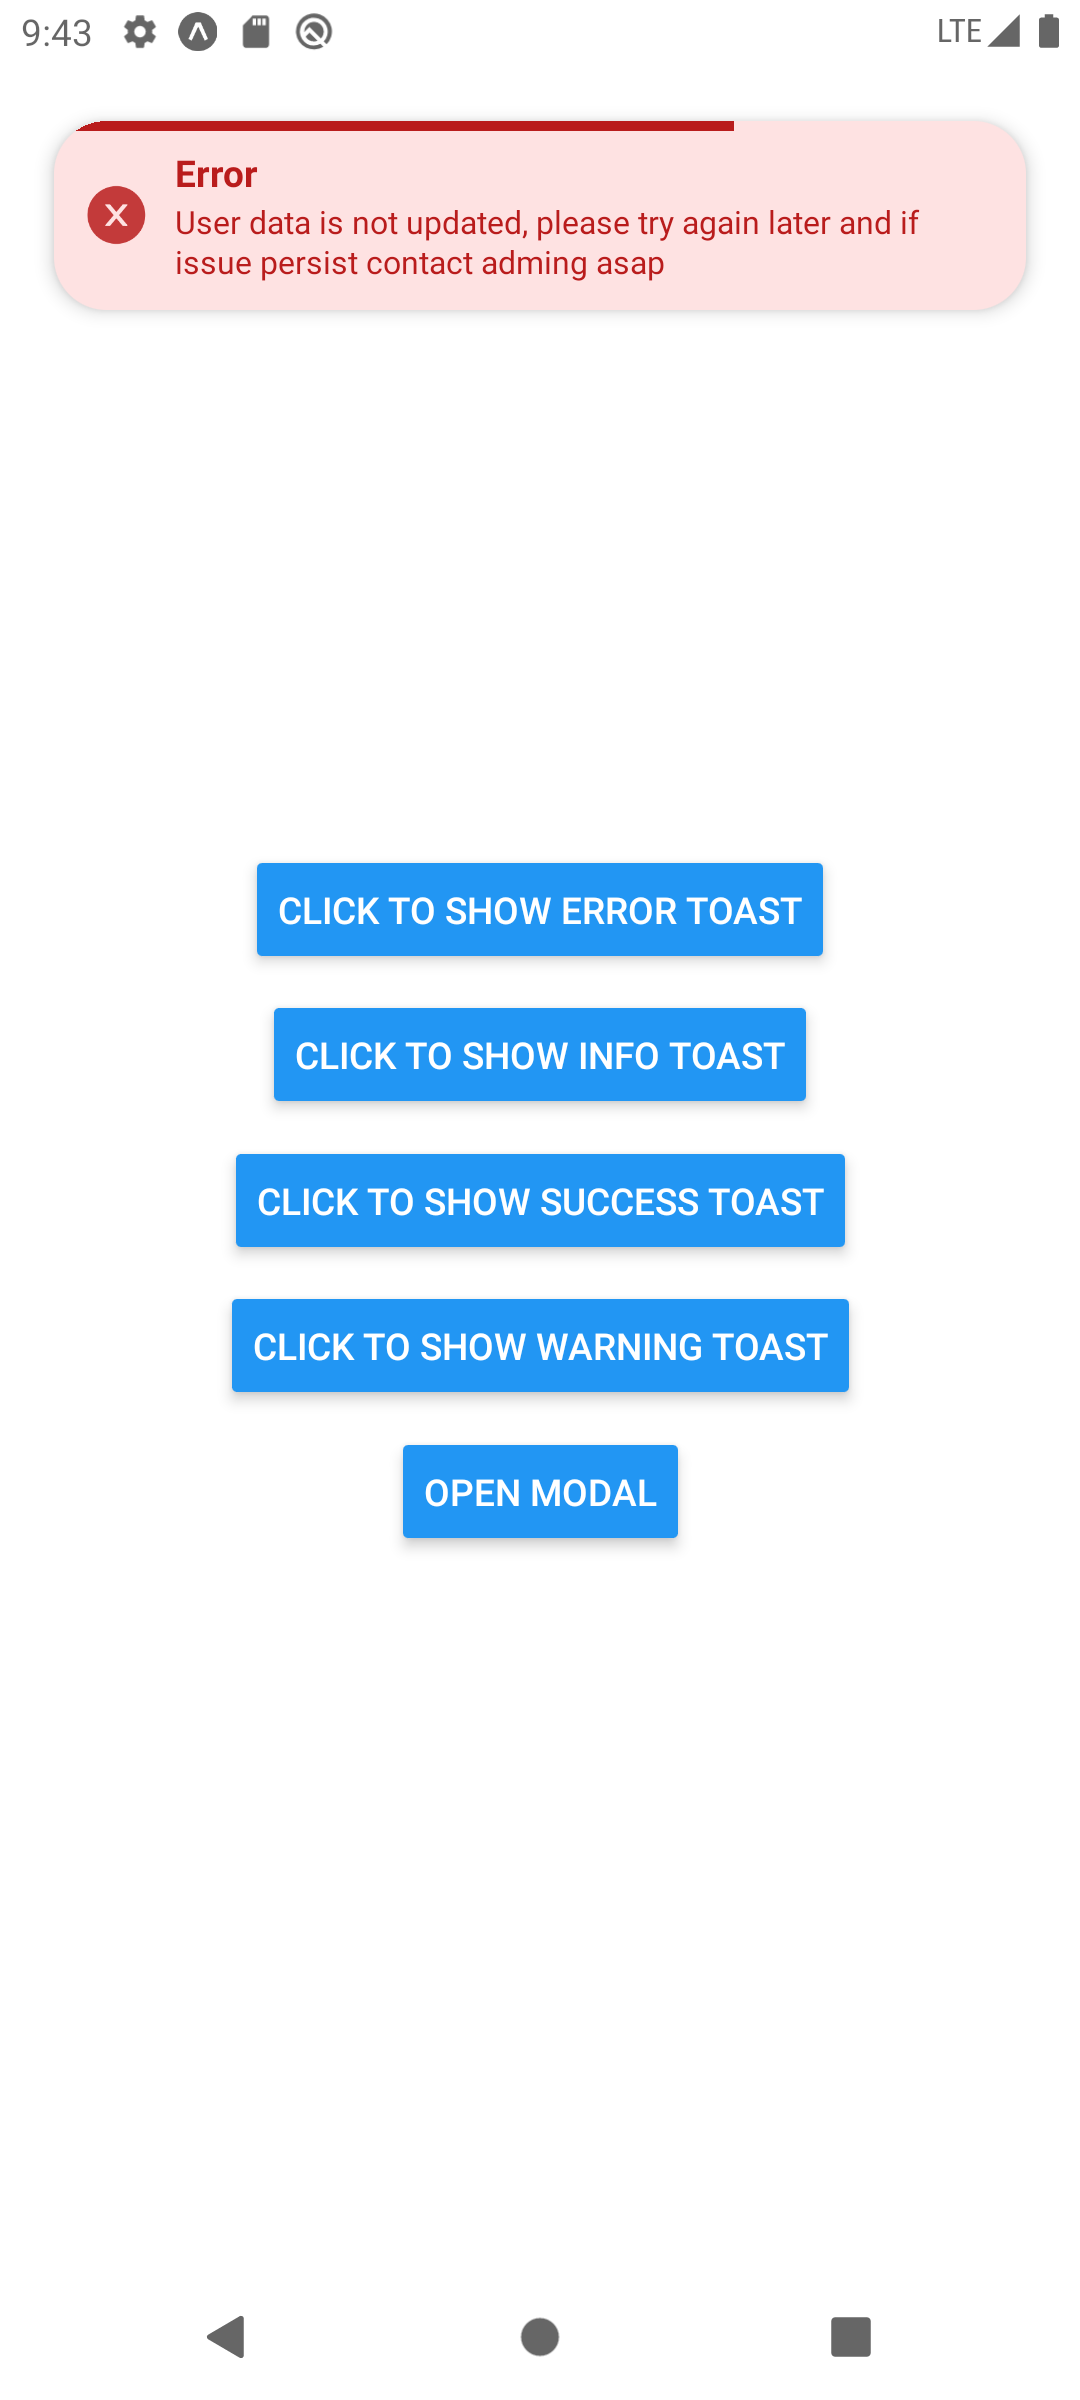 9:43
LTE
Error
User data is not updated, please try again later and if
issue persist contact adming asap
CLICK TO SHOW ERROR TOAST
CLICK TO SHOW INFO TOAST
CLICK TO SHOW SUCCESS TOAST
CLICK TO SHOW WARNING TOAST
OPEN MODAL